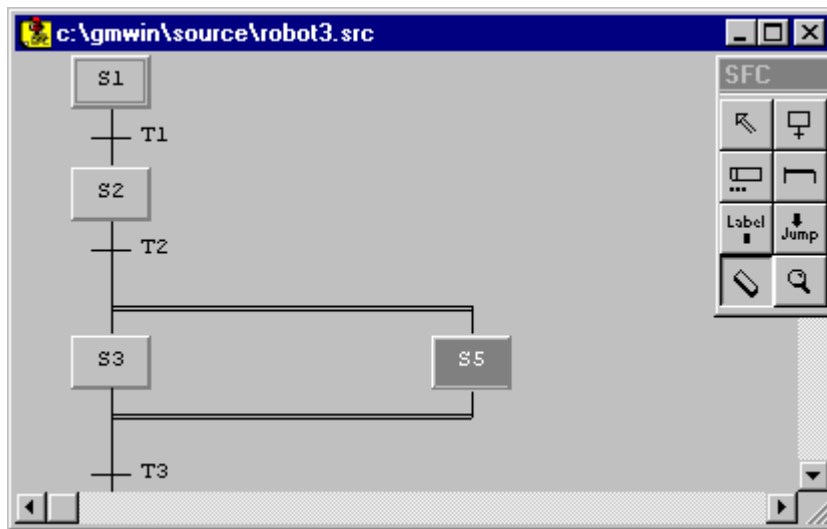 c:\gmwin\source\robot3.src
S1
SFC
T1
S2
Label
Jump
T2
S3
S5
T3